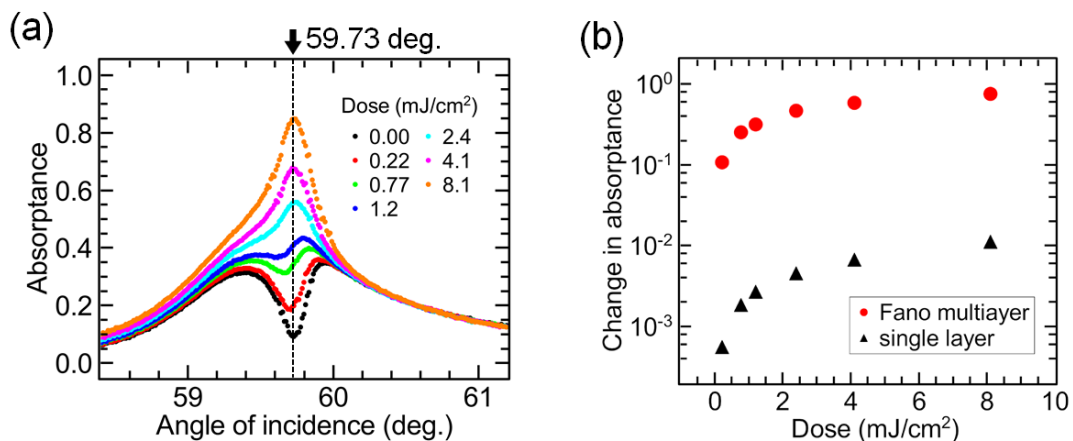 (a)
59.73 deg.
1.0
0.8
0.6
0.4
0.2
0.0
Absorptance
Dose (mJ/cm²)
0.00 2.4
0.22 4.1
0.77 8.1
1.2
59 60 61
Angle of incidence (deg.)
(b)
10⁰
10⁻¹
10⁻²
10⁻³
Change in absorptance
Fano multilayer
single layer
0 2 4 6 8 10
Dose (mJ/cm²)